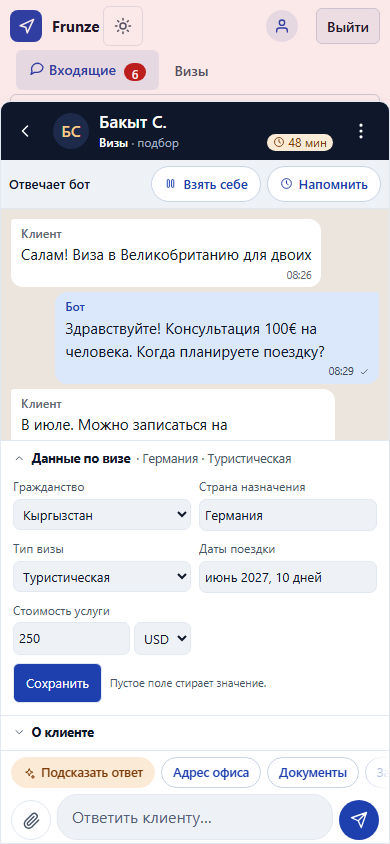 Frunze
Выйти
Входящие 6 Визы
БС
Бакыт С.
Визы · подбор
48 мин
Отвечает бот
Взять себе
Напомнить
Клиент
Салам! Виза в Великобританию для двоих
08:26
Бот
Здравствуйте! Консультация 100€ на
человека. Когда планируете поездку?
08:29
Клиент
В июле. Можно записаться на
Данные по визе · Германия · Туристическая
Гражданство
Страна назначения
Кыргызстан
Германия
Тип визы
Даты поездки
Туристическая
июнь 2027, 10 дней
Стоимость услуги
250
USD
Сохранить
Пустое поле стирает значение.
О клиенте
Подсказать ответ
Адрес офиса
Документы
Ответить клиенту...